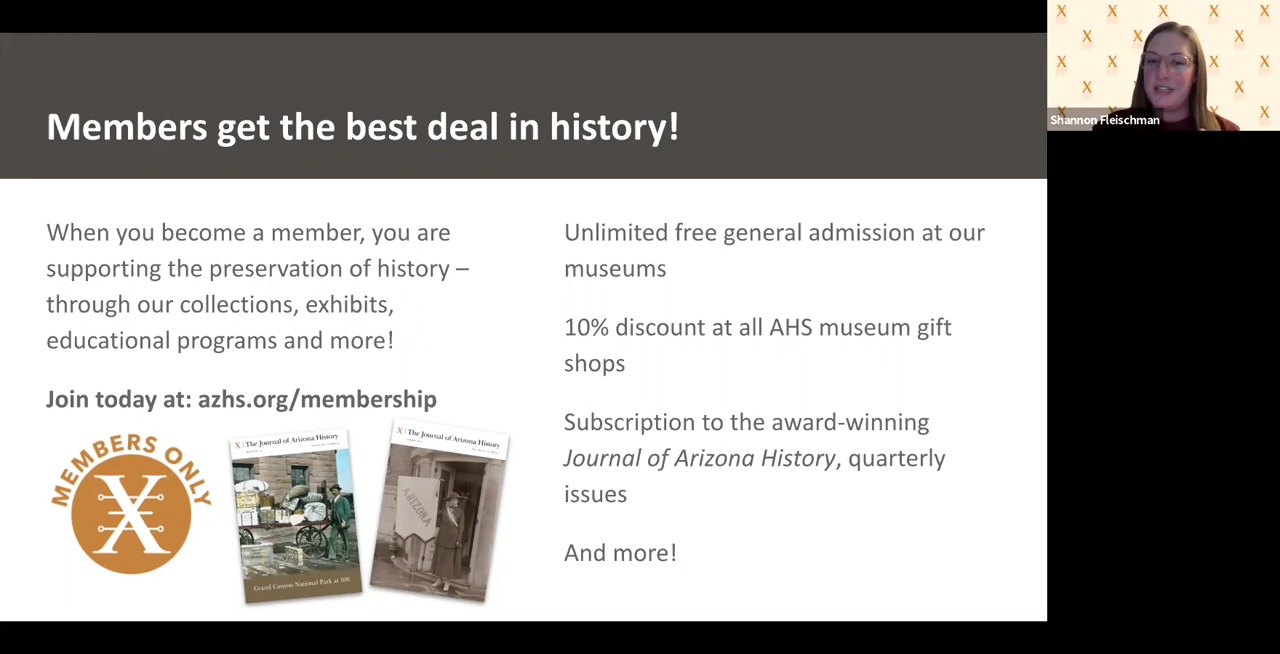 Members get the best deal in history!
When you become a member, you are
supporting the preservation of history –
through our collections, exhibits,
educational programs and more!
Join today at: azhs.org/membership
MEMBERS ONLY
X
X | The Journal of Arizona History
Grand Canyon National Park at 100
X | The Journal of Arizona History
ARIZONA
Unlimited free general admission at our
museums
10% discount at all AHS museum gift
shops
Subscription to the award-winning
Journal of Arizona History, quarterly
issues
And more!
Shannon Fleischman